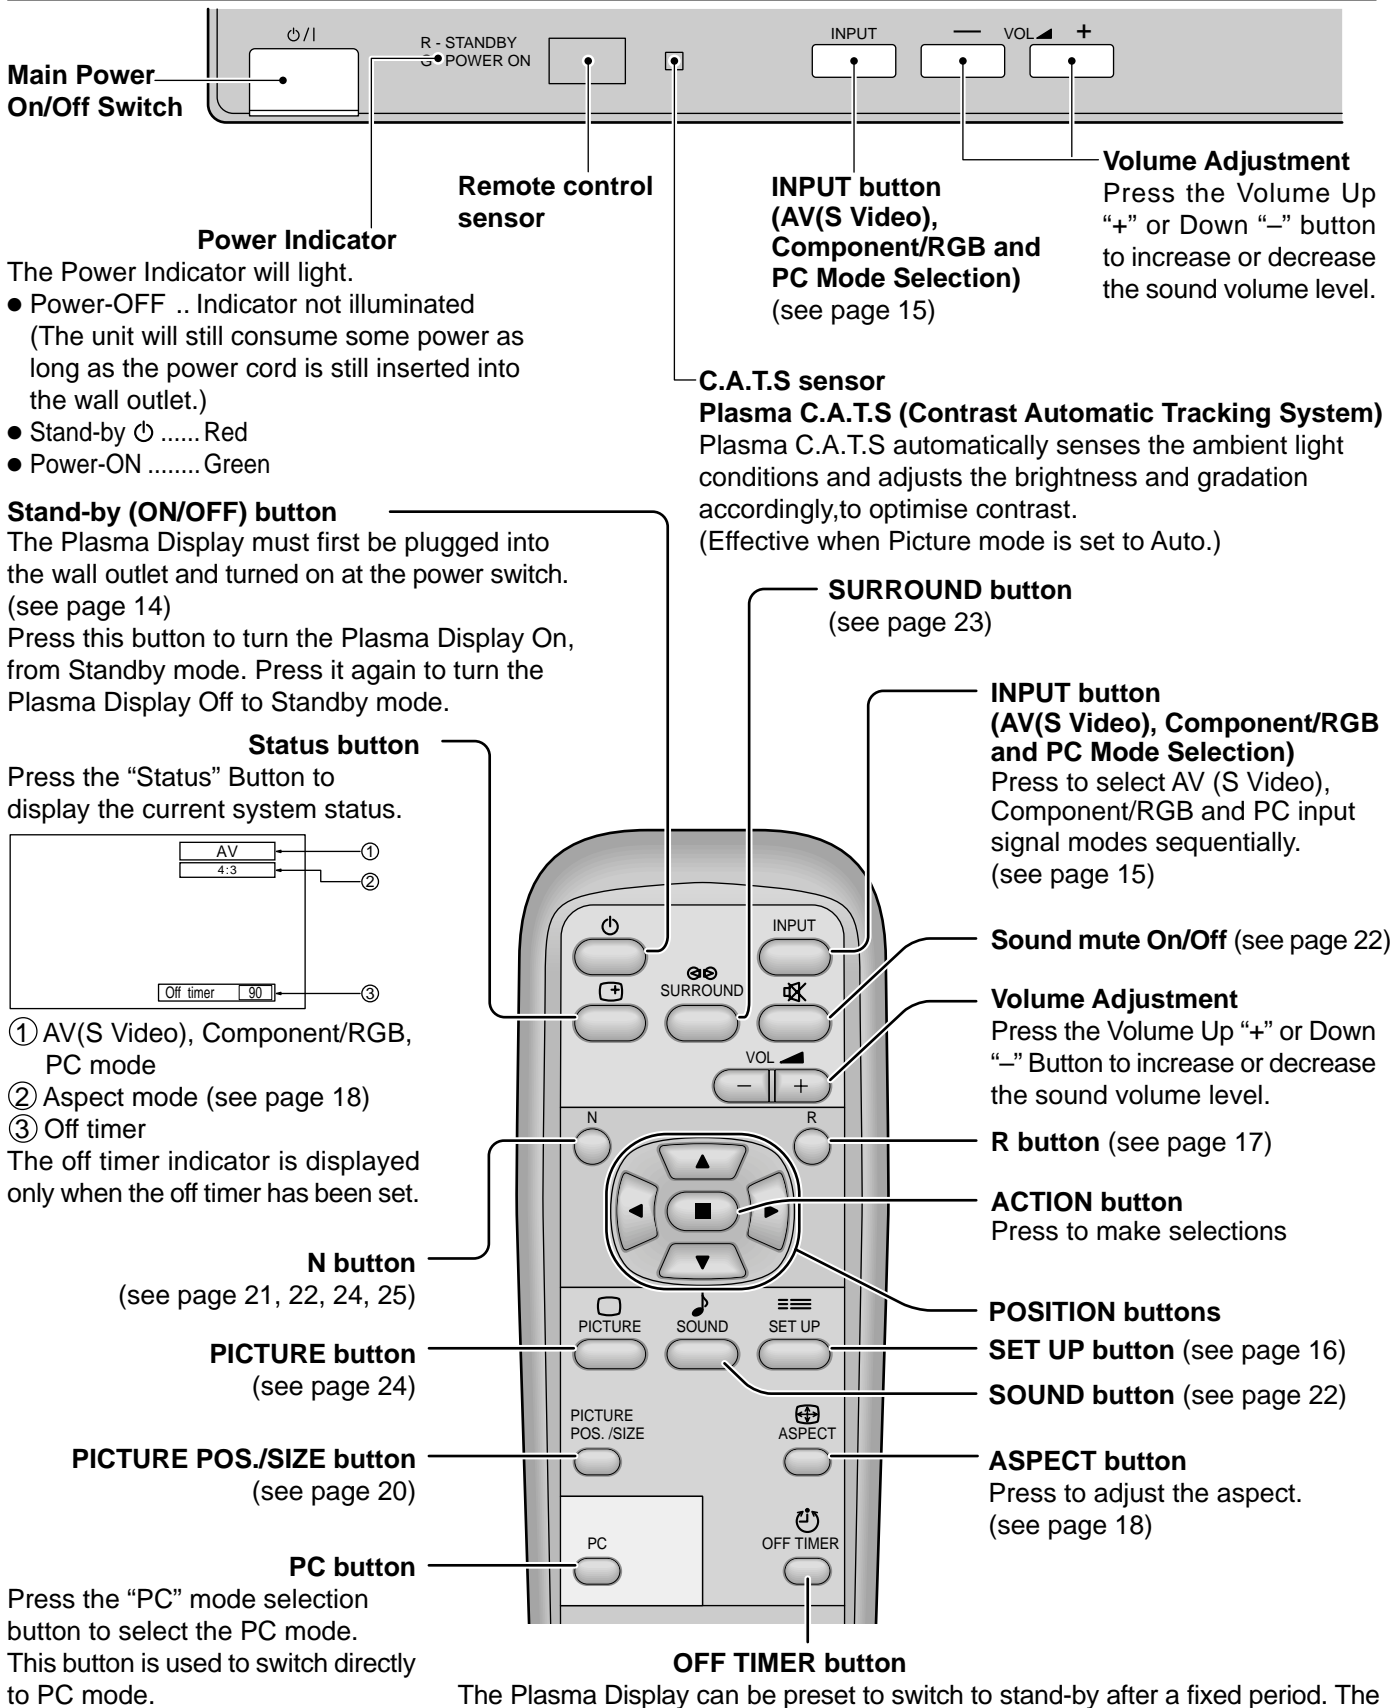 ⏻/I
R - STANDBY
G - POWER ON
INPUT
— VOL +
Main Power
On/Off Switch
Remote control
sensor
Power Indicator
The Power Indicator will light.
● Power-OFF .. Indicator not illuminated
(The unit will still consume some power as
long as the power cord is still inserted into
the wall outlet.)
● Stand-by ⏻ ...... Red
● Power-ON ........ Green
INPUT button
(AV(S Video),
Component/RGB and
PC Mode Selection)
(see page 15)
Volume Adjustment
Press the Volume Up
“+” or Down “–” button
to increase or decrease
the sound volume level.
C.A.T.S sensor
Plasma C.A.T.S (Contrast Automatic Tracking System)
Plasma C.A.T.S automatically senses the ambient light
conditions and adjusts the brightness and gradation
accordingly,to optimise contrast.
(Effective when Picture mode is set to Auto.)
Stand-by (ON/OFF) button
The Plasma Display must first be plugged into
the wall outlet and turned on at the power switch.
(see page 14)
Press this button to turn the Plasma Display On,
from Standby mode. Press it again to turn the
Plasma Display Off to Standby mode.
SURROUND button
(see page 23)
Status button
Press the “Status” Button to
display the current system status.
AV
①
4:3
②
Off timer 90
③
① AV(S Video), Component/RGB,
PC mode
② Aspect mode (see page 18)
③ Off timer
The off timer indicator is displayed
only when the off timer has been set.
N button
(see page 21, 22, 24, 25)
PICTURE button
(see page 24)
PICTURE POS./SIZE button
(see page 20)
PC button
Press the “PC” mode selection
button to select the PC mode.
This button is used to switch directly
to PC mode.
⏻
INPUT
SURROUND
VOL
– +
N
R
▲
◄ ■ ►
▼
PICTURE
SOUND
SET UP
PICTURE
POS. /SIZE
ASPECT
PC
OFF TIMER
INPUT button
(AV(S Video), Component/RGB
and PC Mode Selection)
Press to select AV (S Video),
Component/RGB and PC input
signal modes sequentially.
(see page 15)
Sound mute On/Off (see page 22)
Volume Adjustment
Press the Volume Up “+” or Down
“–” Button to increase or decrease
the sound volume level.
R button (see page 17)
ACTION button
Press to make selections
POSITION buttons
SET UP button (see page 16)
SOUND button (see page 22)
ASPECT button
Press to adjust the aspect.
(see page 18)
OFF TIMER button
The Plasma Display can be preset to switch to stand-by after a fixed period. The